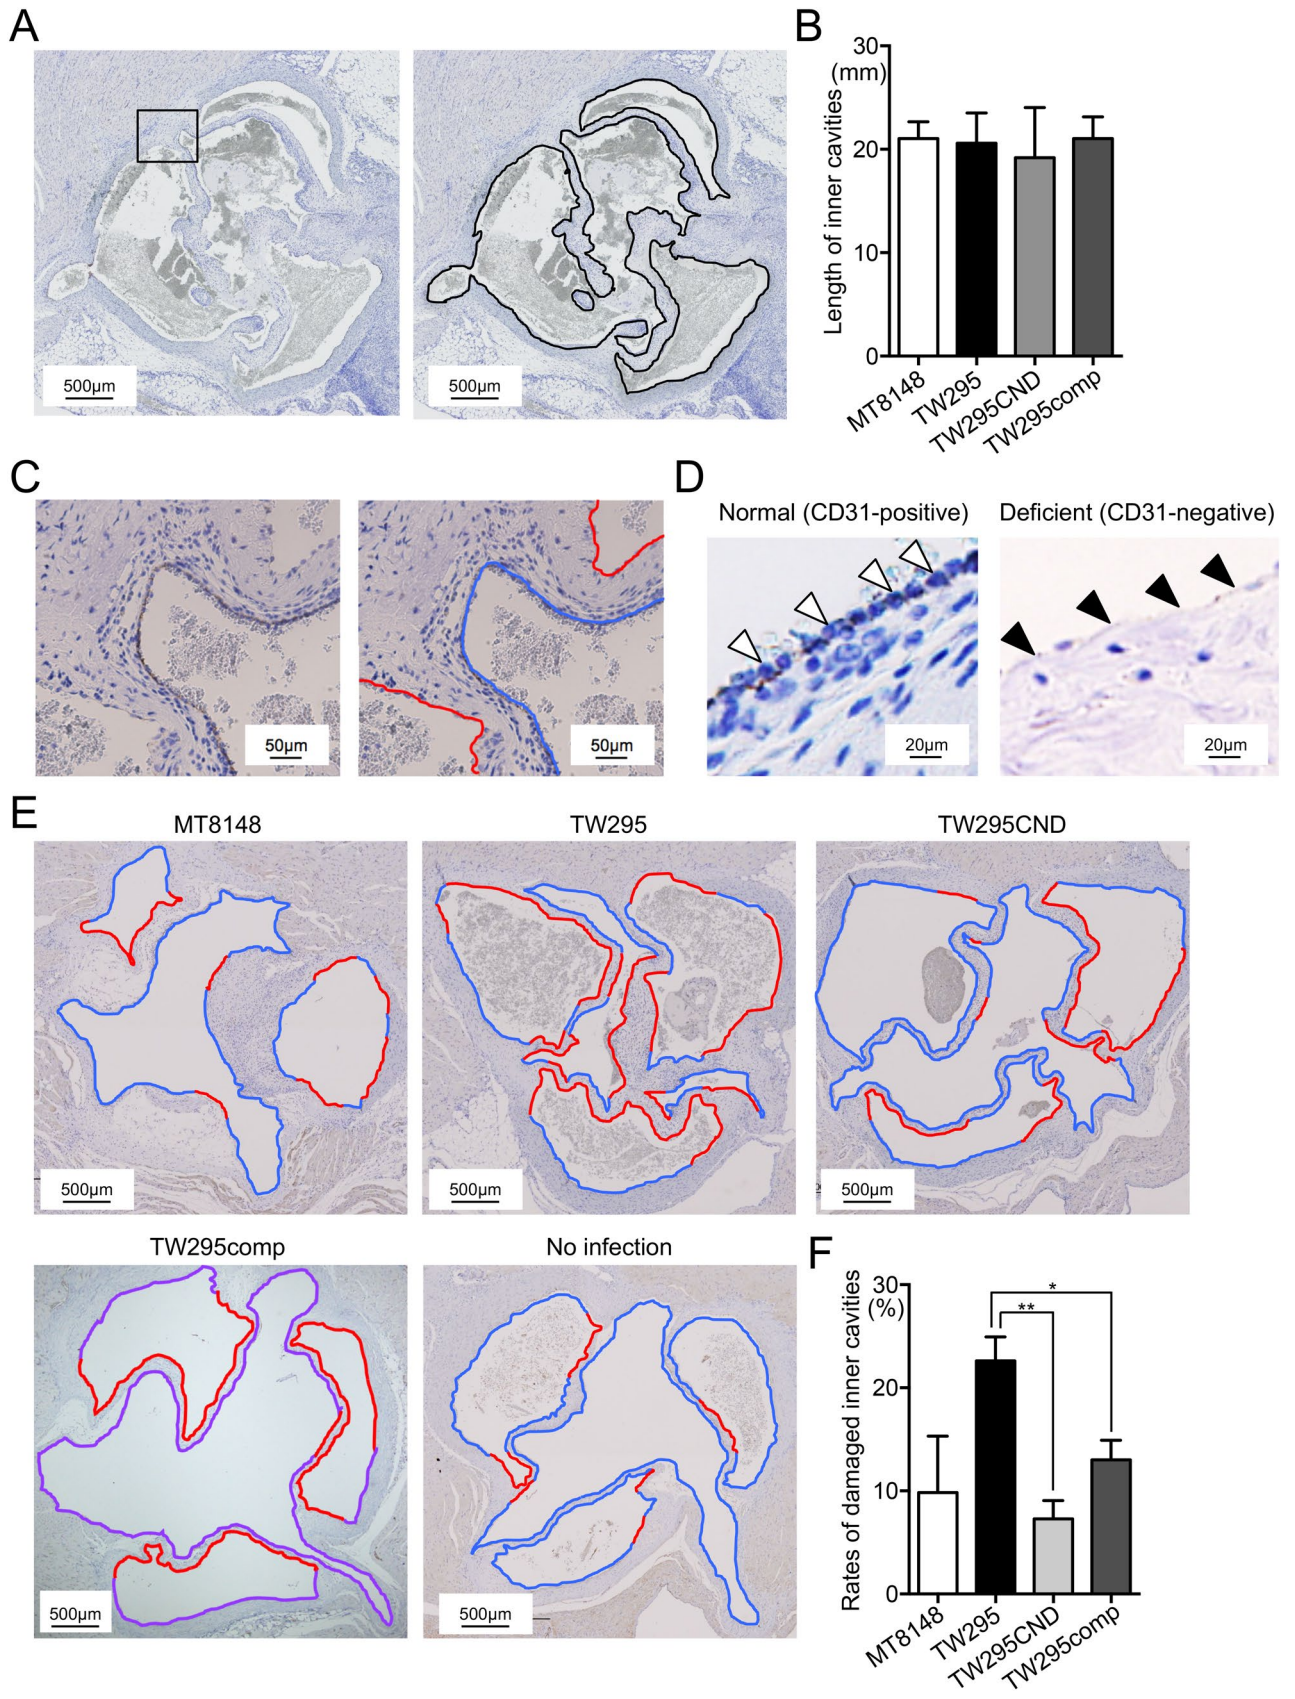 A
500µm
500µm
B
Length of inner cavities
(mm)
30
20
10
0
MT8148
TW295
TW295CND
TW295comp
C
50µm
50µm
D
Normal (CD31-positive)
Deficient (CD31-negative)
20µm
20µm
E
MT8148
TW295
TW295CND
500µm
500µm
500µm
TW295comp
No infection
500µm
500µm
F
Rates of damaged inner cavities
(%)
30
20
10
0
*
**
MT8148
TW295
TW295CND
TW295comp